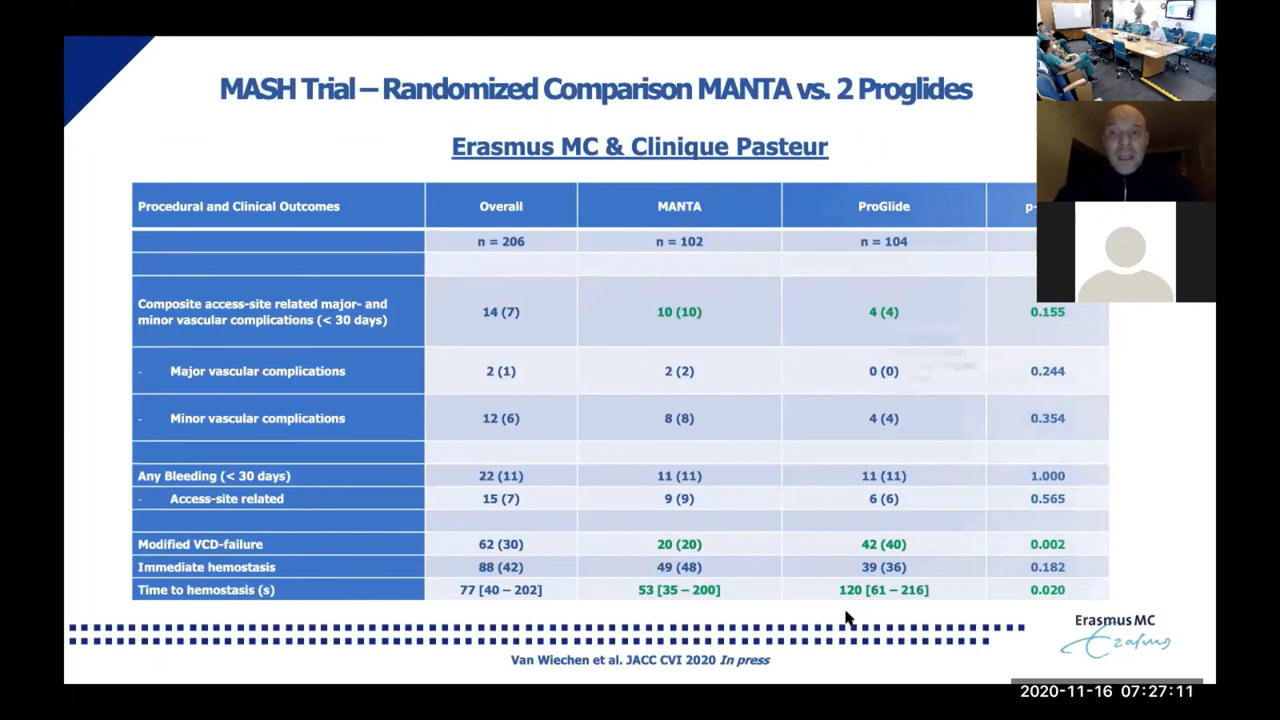 MASH Trial – Randomized Comparison MANTA vs. 2 Proglides
Erasmus MC & Clinique Pasteur
Procedural and Clinical Outcomes Overall MANTA ProGlide p-
n = 206 n = 102 n = 104
Composite access-site related major- and
minor vascular complications (< 30 days) 14 (7) 10 (10) 4 (4) 0.155
- Major vascular complications 2 (1) 2 (2) 0 (0) 0.244
- Minor vascular complications 12 (6) 8 (8) 4 (4) 0.354
Any Bleeding (< 30 days) 22 (11) 11 (11) 11 (11) 1.000
- Access-site related 15 (7) 9 (9) 6 (6) 0.565
Modified VCD-failure 62 (30) 20 (20) 42 (40) 0.002
Immediate hemostasis 88 (42) 49 (48) 39 (36) 0.182
Time to hemostasis (s) 77 [40 – 202] 53 [35 – 200] 120 [61 – 216] 0.020
Erasmus MC
Erasmus
Van Wiechen et al. JACC CVI 2020 In press
2020-11-16 07:27:11